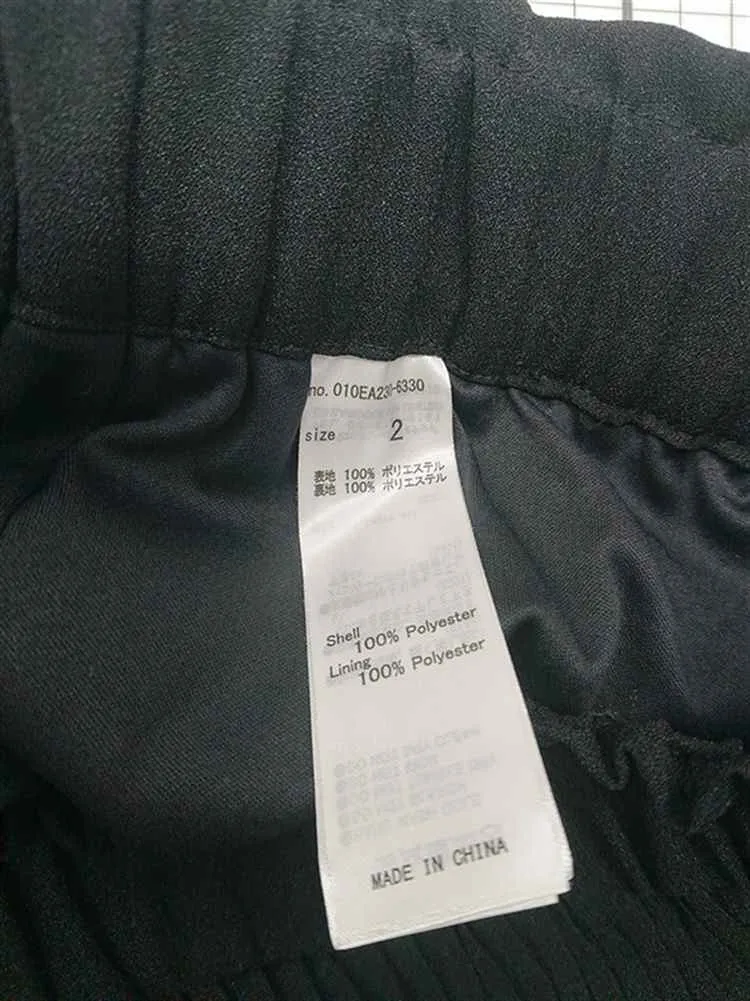 no. 010EA230-6330
size 2
表地 100% ポリエステル
裏地 100% ポリエステル
Shell
100% Polyester
Lining
100% Polyester
MADE IN CHINA